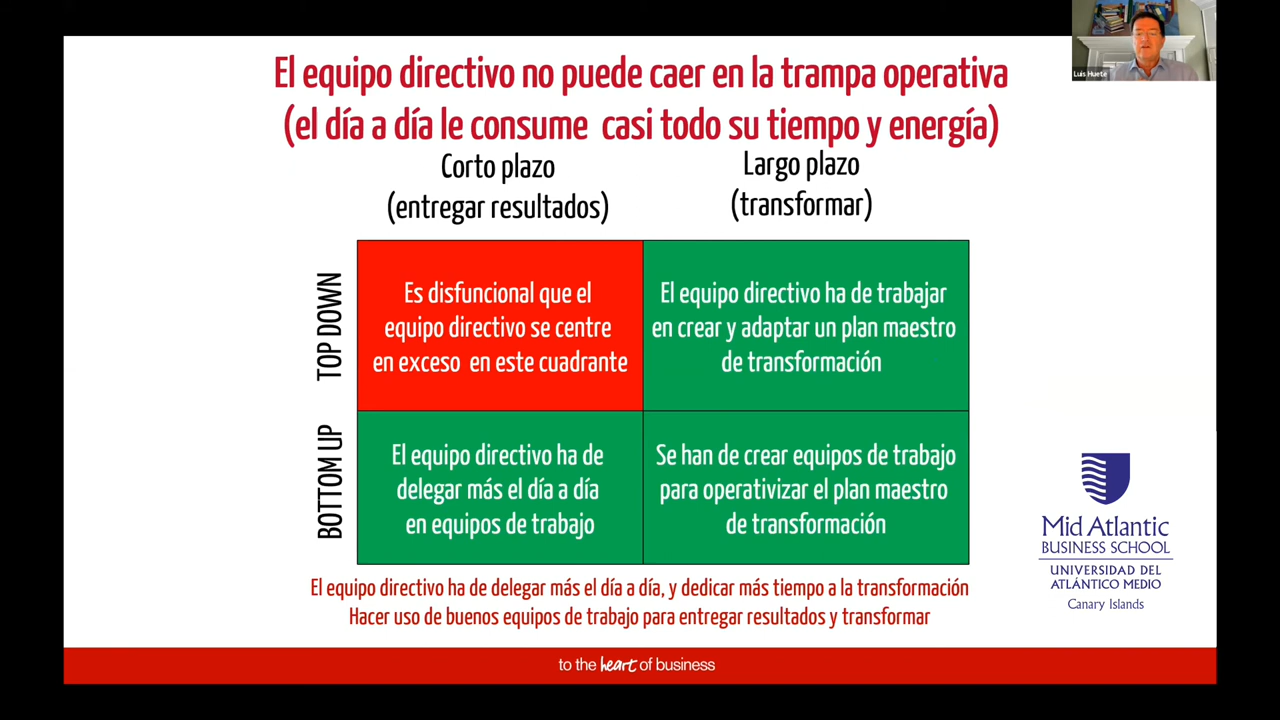 Luis Huete
El equipo directivo no puede caer en la trampa operativa
(el día a día le consume casi todo su tiempo y energía)
Corto plazo
(entregar resultados)
Largo plazo
(transformar)
TOP DOWN
Es disfuncional que el
equipo directivo se centre
en exceso en este cuadrante
El equipo directivo ha de trabajar
en crear y adaptar un plan maestro
de transformación
BOTTOM UP
El equipo directivo ha de
delegar más el día a día
en equipos de trabajo
Se han de crear equipos de trabajo
para operativizar el plan maestro
de transformación
Mid Atlantic
BUSINESS SCHOOL
UNIVERSIDAD DEL
ATLÁNTICO MEDIO
Canary Islands
El equipo directivo ha de delegar más el día a día, y dedicar más tiempo a la transformación
Hacer uso de buenos equipos de trabajo para entregar resultados y transformar
to the heart of business